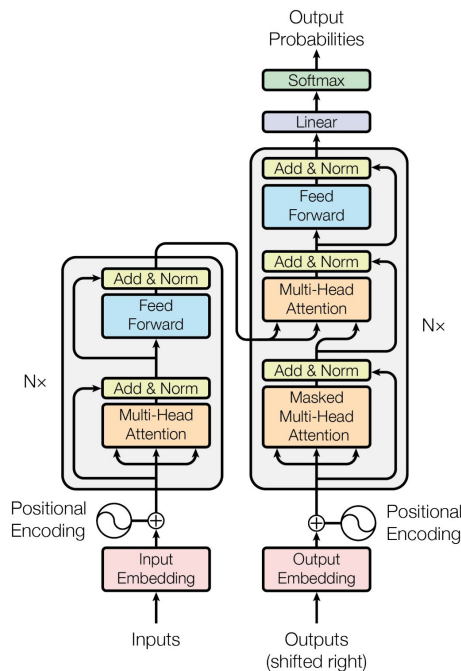 Output
Probabilities
Softmax
Linear
Add & Norm
Feed
Forward
Add & Norm
Multi-Head
Attention
Add & Norm
Masked
Multi-Head
Attention
N×
Positional
Encoding
Output
Embedding
Outputs
(shifted right)
Add & Norm
Feed
Forward
Add & Norm
Multi-Head
Attention
N×
Positional
Encoding
Input
Embedding
Inputs